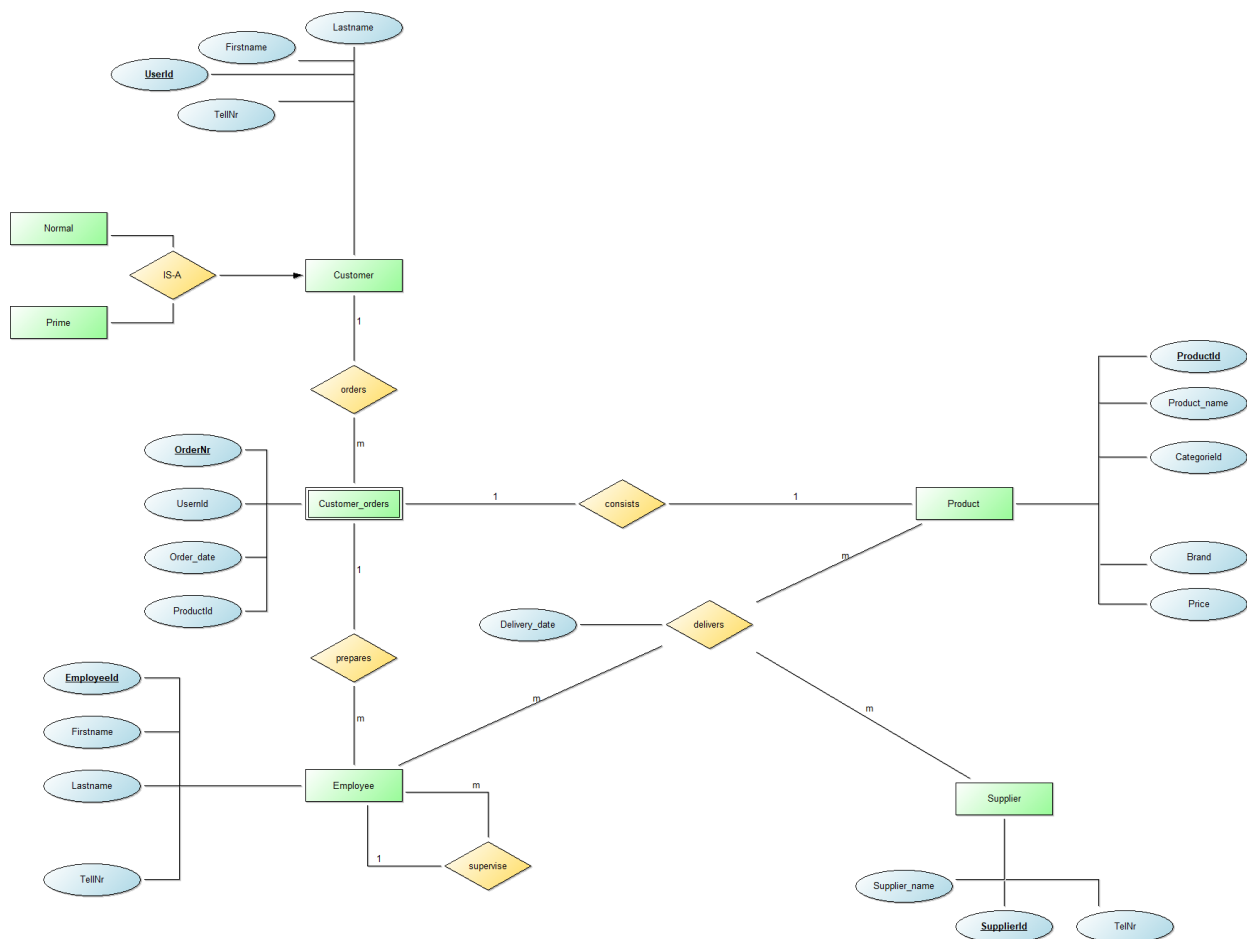 Lastname
Firstname
UserId
TellNr
Normal
IS-A
Customer
Prime
1
orders
m
ProductId
Product_name
CategorieId
Brand
Price
OrderNr
UsernId
Order_date
ProductId
Customer_orders
1
consists
1
Product
1
m
Delivery_date
delivers
prepares
m
m
m
EmployeeId
Firstname
Lastname
TellNr
Employee
m
1
supervise
Supplier
Supplier_name
SupplierId
TelNr